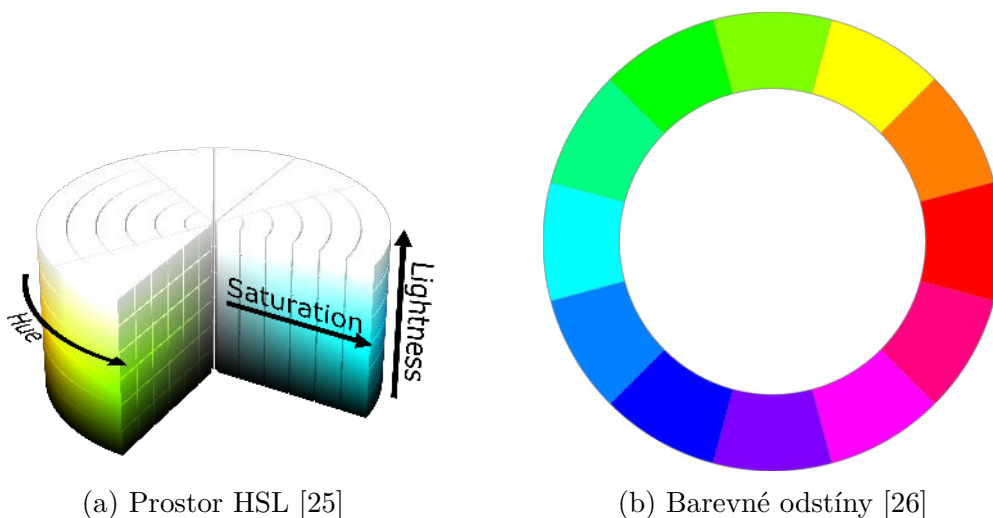 Hue
Saturation
Lightness
(a) Prostor HSL [25]
(b) Barevné odstíny [26]